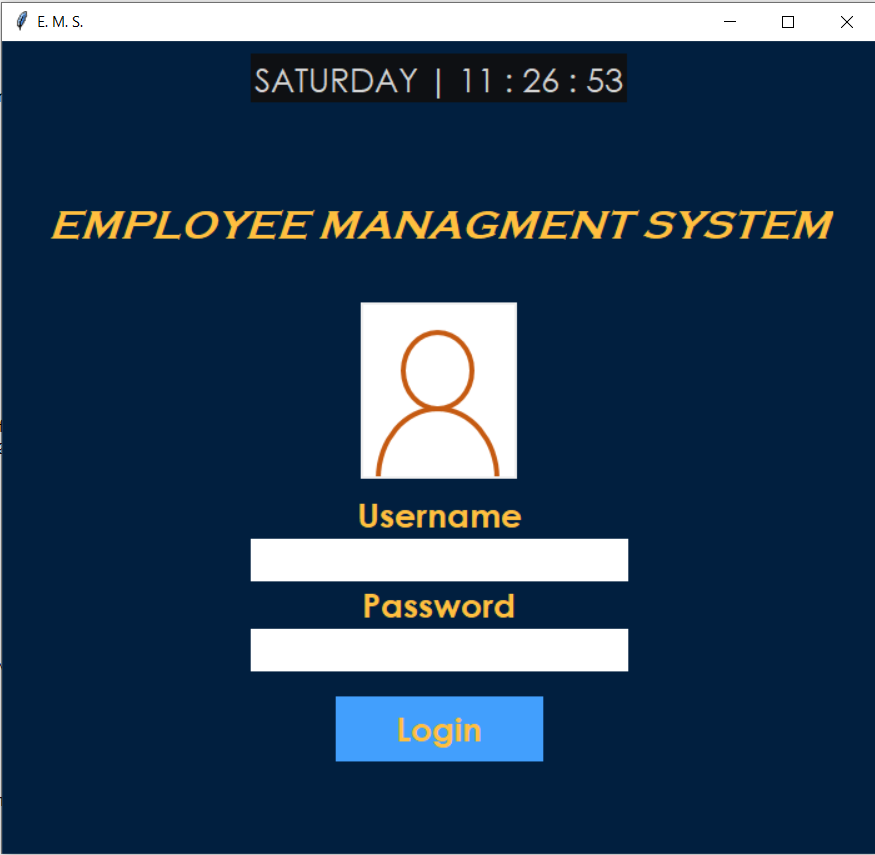 E. M. S.
SATURDAY | 11 : 26 : 53
EMPLOYEE MANAGMENT SYSTEM
Username
Password
Login